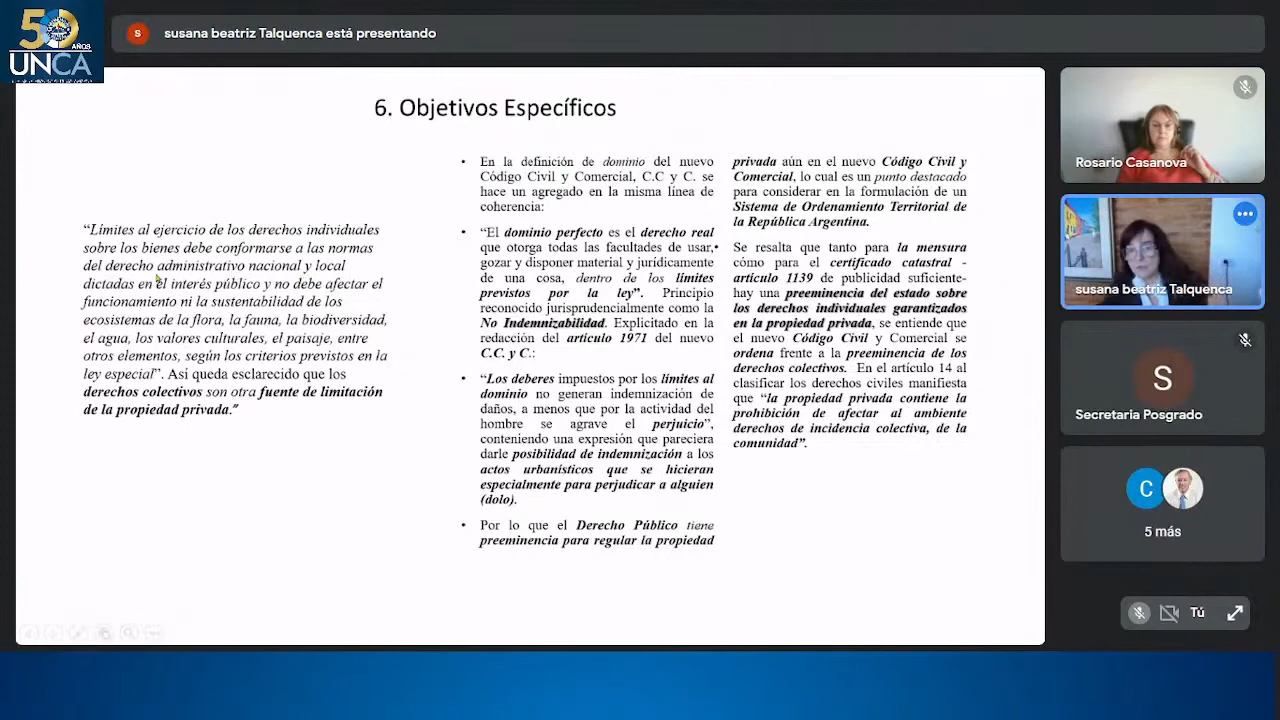 50
AÑOS
UNCA
S
susana beatriz Talquenca está presentando
6. Objetivos Específicos
“Límites al ejercicio de los derechos individuales
sobre los bienes debe conformarse a las normas
del derecho administrativo nacional y local
dictadas en el interés público y no debe afectar el
funcionamiento ni la sustentabilidad de los
ecosistemas de la flora, la fauna, la biodiversidad,
el agua, los valores culturales, el paisaje, entre
otros elementos, según los criterios previstos en la
ley especial”. Así queda esclarecido que los
derechos colectivos son otra fuente de limitación
de la propiedad privada.”
• En la definición de dominio del nuevo
Código Civil y Comercial, C.C y C. se
hace un agregado en la misma línea de
coherencia:
• “El dominio perfecto es el derecho real
que otorga todas las facultades de usar,
gozar y disponer material y jurídicamente
de una cosa, dentro de los límites
previstos por la ley”. Principio
reconocido jurisprudencialmente como la
No Indemnizabilidad. Explicitado en la
redacción del artículo 1971 del nuevo
C.C. y C.:
• “Los deberes impuestos por los límites al
dominio no generan indemnización de
daños, a menos que por la actividad del
hombre se agrave el perjuicio”,
conteniendo una expresión que pareciera
darle posibilidad de indemnización a los
actos urbanísticos que se hicieran
especialmente para perjudicar a alguien
(dolo).
• Por lo que el Derecho Público tiene
preeminencia para regular la propiedad
privada aún en el nuevo Código Civil y
Comercial, lo cual es un punto destacado
para considerar en la formulación de un
Sistema de Ordenamiento Territorial de
la República Argentina.
• Se resalta que tanto para la mensura
cómo para el certificado catastral -
artículo 1139 de publicidad suficiente-
hay una preeminencia del estado sobre
los derechos individuales garantizados
en la propiedad privada, se entiende que
el nuevo Código Civil y Comercial se
ordena frente a la preeminencia de los
derechos colectivos. En el artículo 14 al
clasificar los derechos civiles manifiesta
que “la propiedad privada contiene la
prohibición de afectar al ambiente
derechos de incidencia colectiva, de la
comunidad”.
Rosario Casanova
susana beatriz Talquenca
S
Secretaria Posgrado
C
5 más
Tú